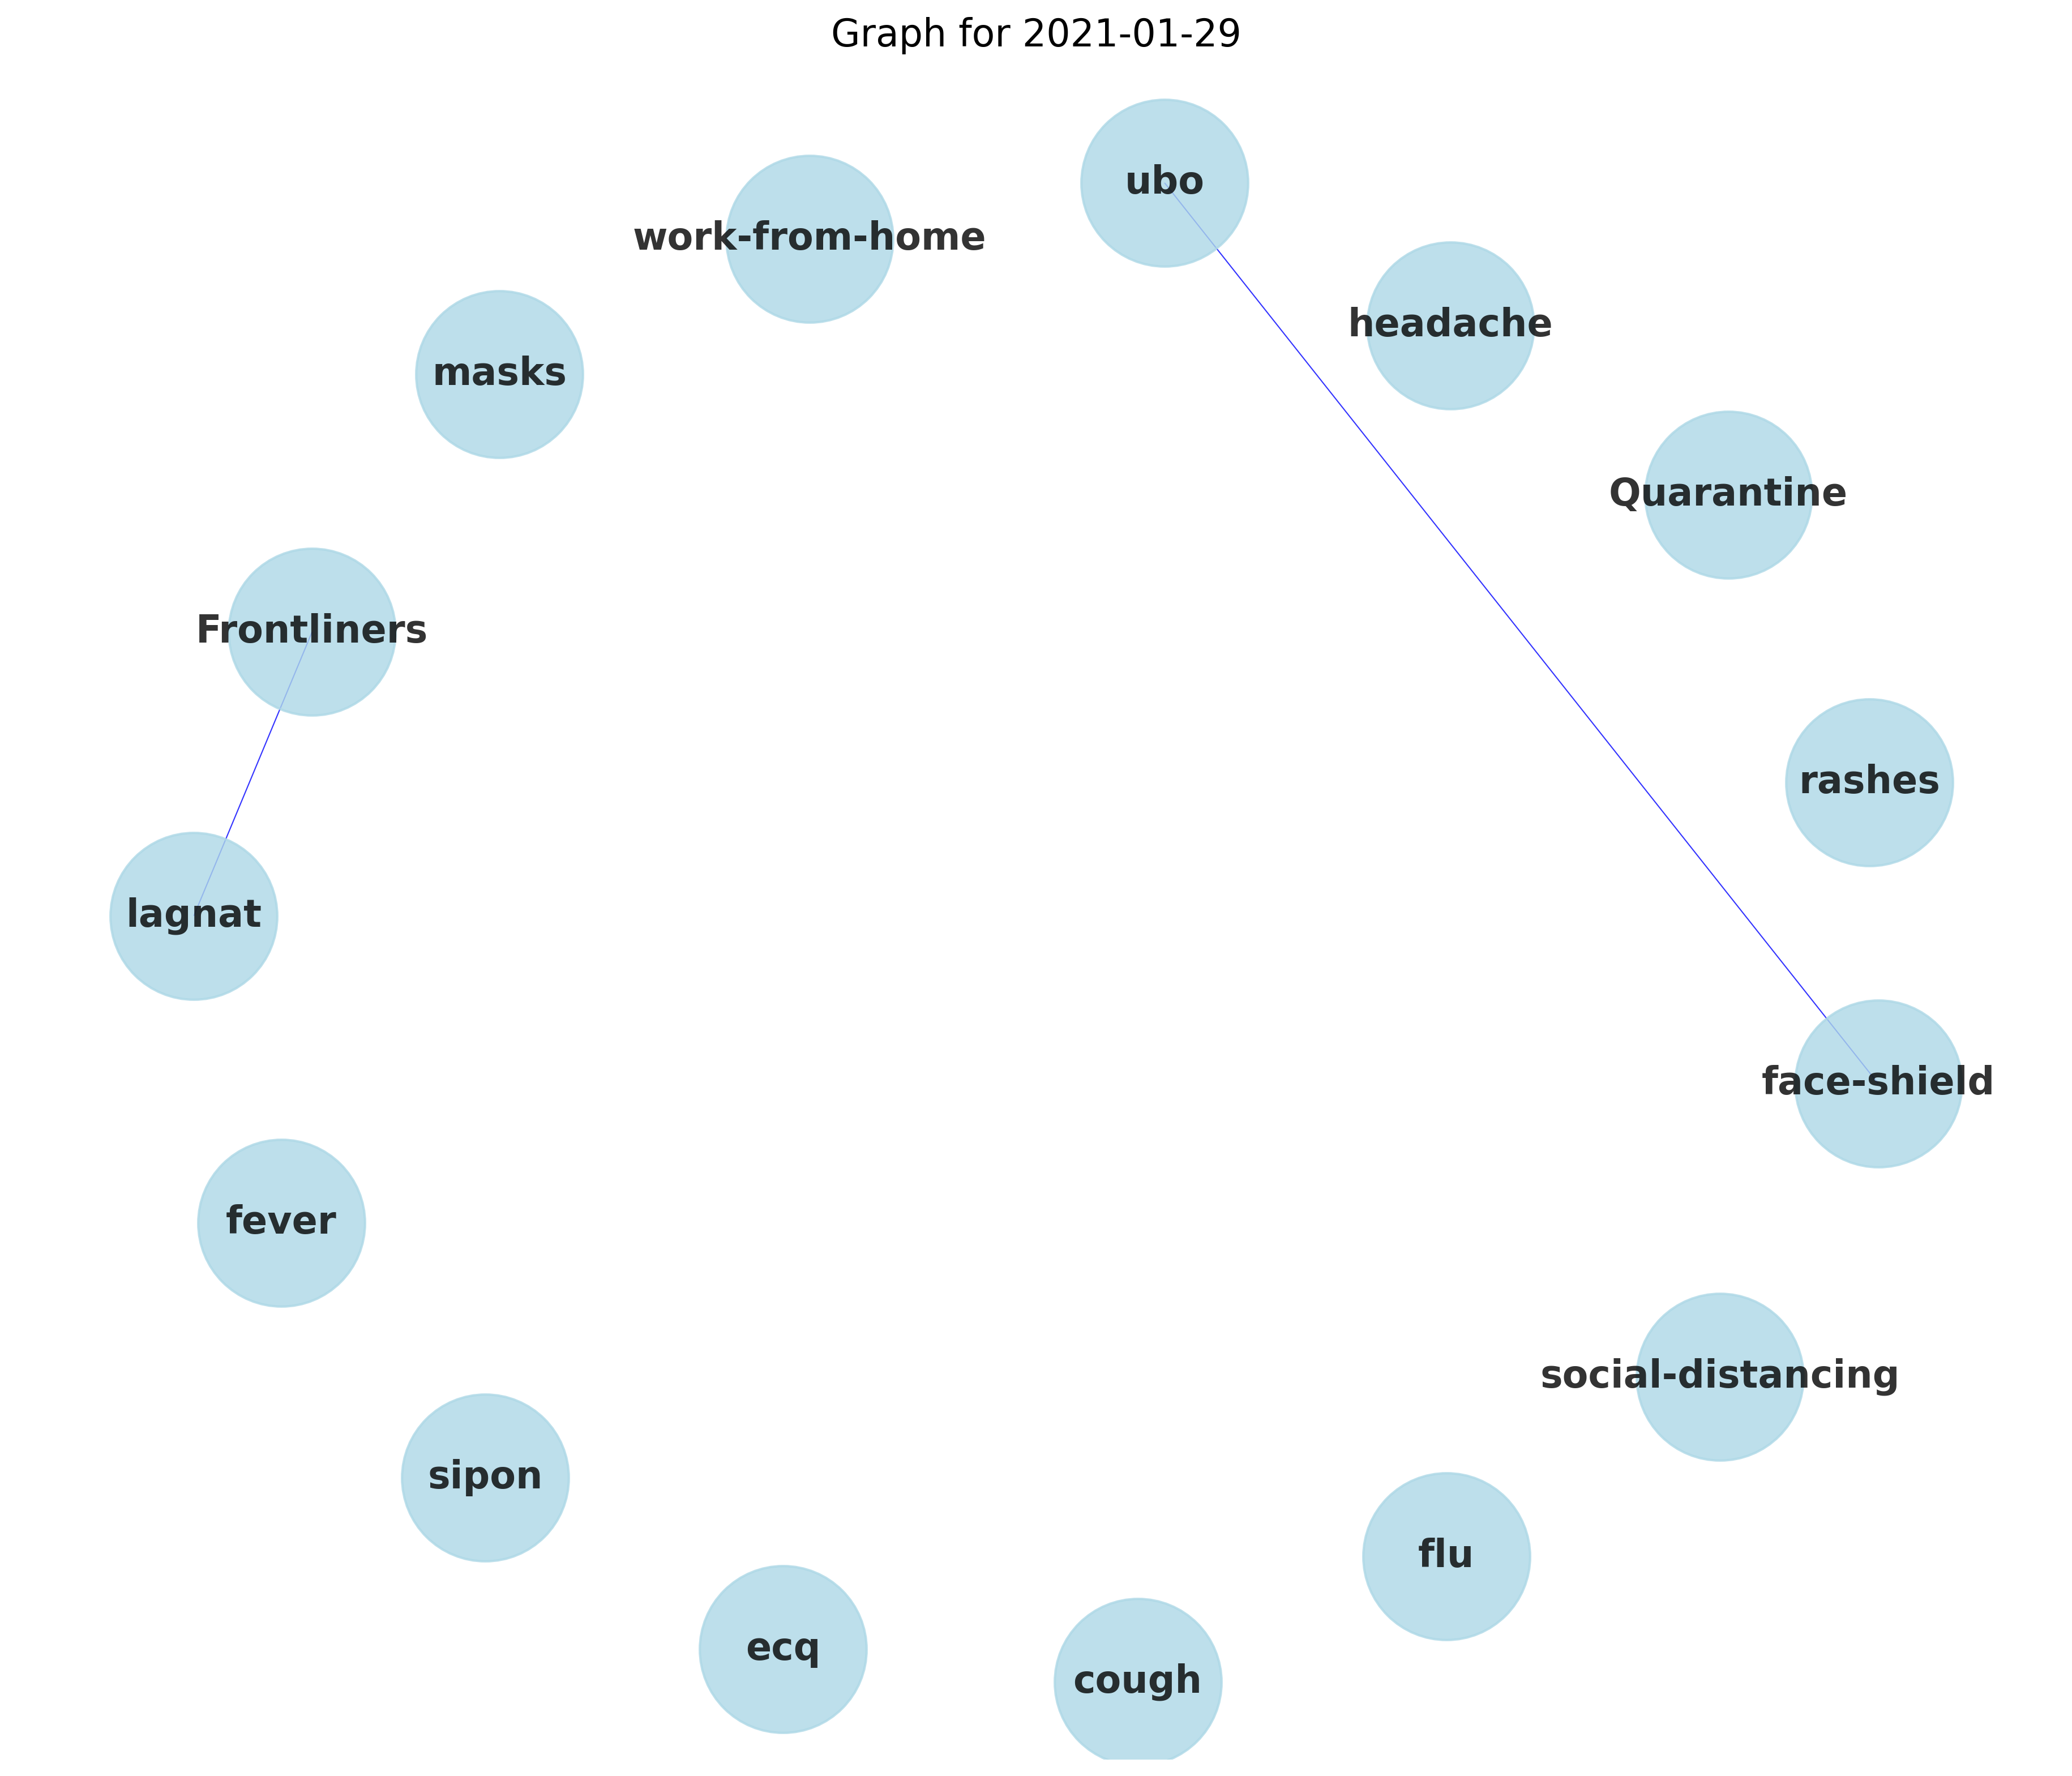 Graph for 2021-01-29
ubo
work-from-home
headache
masks
Quarantine
Frontliners
rashes
lagnat
face-shield
fever
social-distancing
sipon
flu
ecq
cough